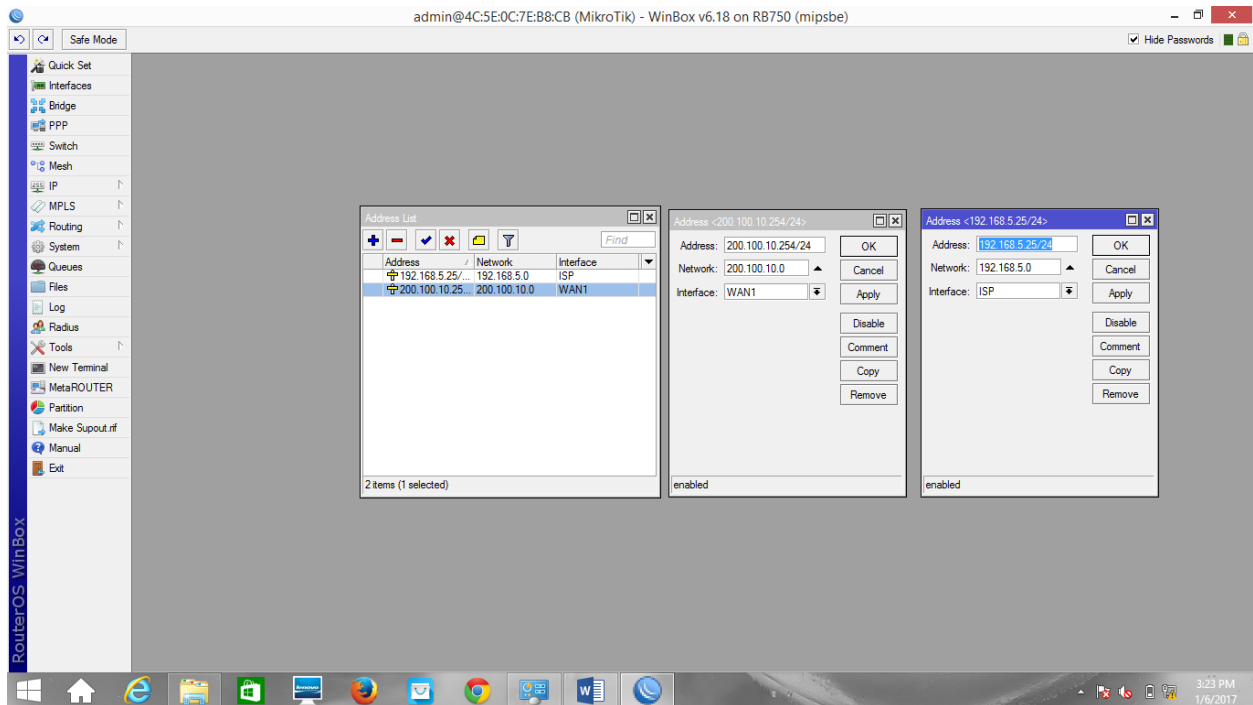 admin@4C:5E:0C:7E:B8:CB (MikroTik) - WinBox v6.18 on RB750 (mipsbe)
Safe Mode
Hide Passwords
Quick Set
Interfaces
Bridge
PPP
Switch
Mesh
IP
MPLS
Routing
System
Queues
Files
Log
Radius
Tools
New Terminal
MetaROUTER
Partition
Make Supout.rif
Manual
Exit
RouterOS WinBox
Address List
Find
Address Network Interface
192.168.5.25/... 192.168.5.0 ISP
200.100.10.25... 200.100.10.0 WAN1
2 items (1 selected)
Address <200.100.10.254/24>
Address: 200.100.10.254/24 OK
Network: 200.100.10.0 Cancel
Interface: WAN1 Apply
Disable
Comment
Copy
Remove
enabled
Address <192.168.5.25/24>
Address: 192.168.5.25/24 OK
Network: 192.168.5.0 Cancel
Interface: ISP Apply
Disable
Comment
Copy
Remove
enabled
lenovo
3:23 PM
1/6/2017